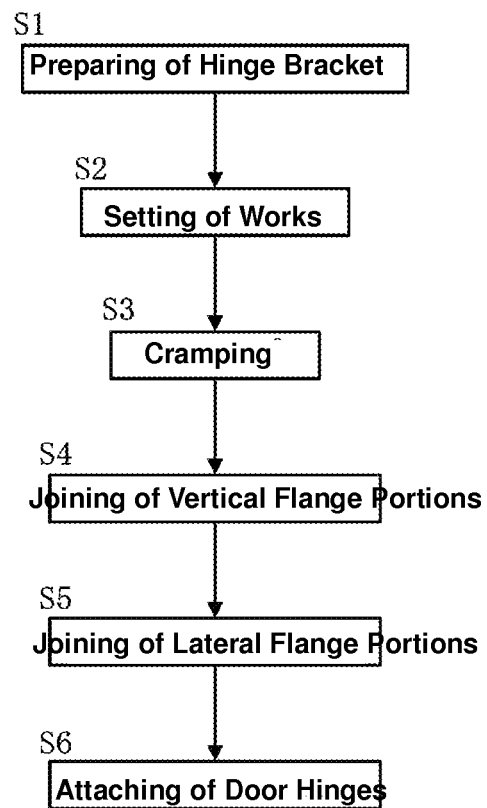 S1
Preparing of Hinge Bracket
S2
Setting of Works
S3
Cramping
S4
Joining of Vertical Flange Portions
S5
Joining of Lateral Flange Portions
S6
Attaching of Door Hinges